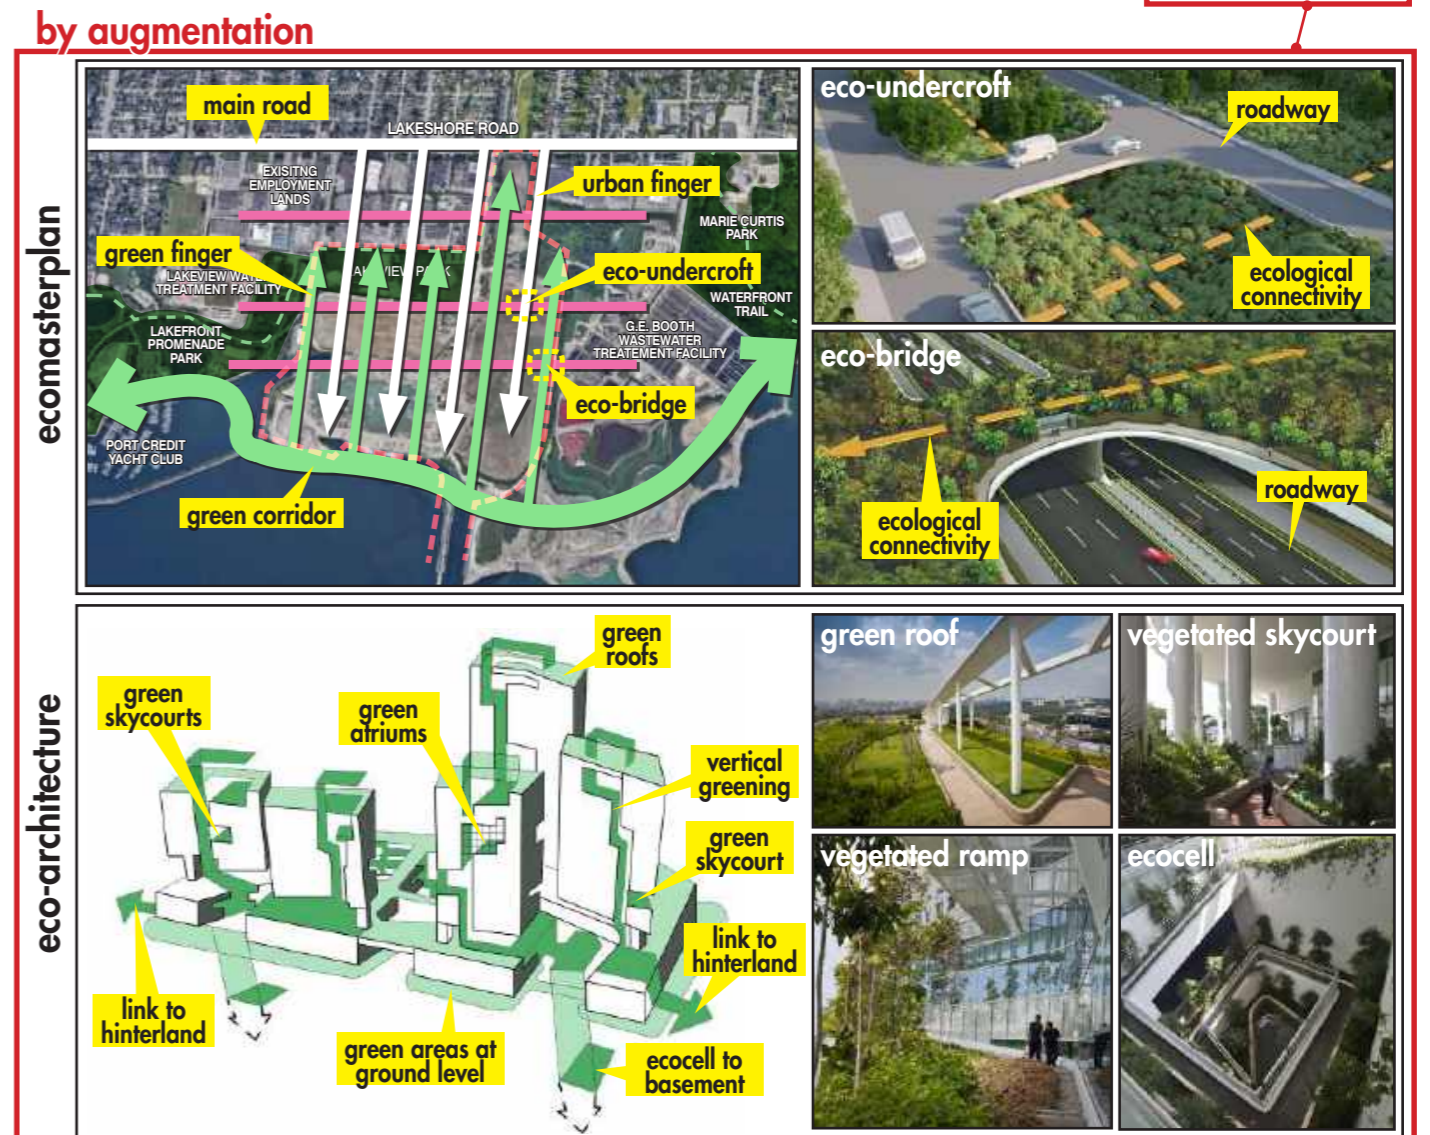 by augmentation
ecomasterplan
main road
LAKESHORE ROAD
EXISITNG
EMPLOYMENT
LANDS
urban finger
MARIE CURTIS
PARK
green finger
LAKEVIEW PARK
LAKEVIEW WATER
TREATMENT FACILITY
eco-undercroft
WATERFRONT
TRAIL
LAKEFRONT
PROMENADE
PARK
G.E. BOOTH
WASTEWATER
TREATEMENT FACILITY
eco-bridge
PORT CREDIT
YACHT CLUB
green corridor
eco-undercroft
roadway
ecological
connectivity
eco-bridge
roadway
ecological
connectivity
eco-architecture
green
roofs
green
skycourts
green
atriums
vertical
greening
green
skycourt
link to
hinterland
link to
hinterland
green areas at
ground level
ecocell to
basement
green roof
vegetated skycourt
vegetated ramp
ecocell